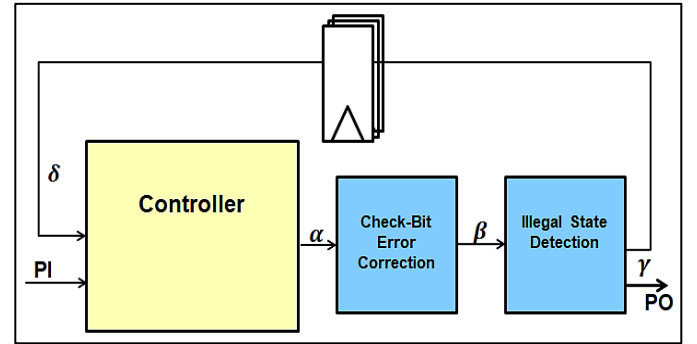 δ
Controller
PI
α
Check-Bit
Error
Correction
β
Illegal State
Detection
γ
PO